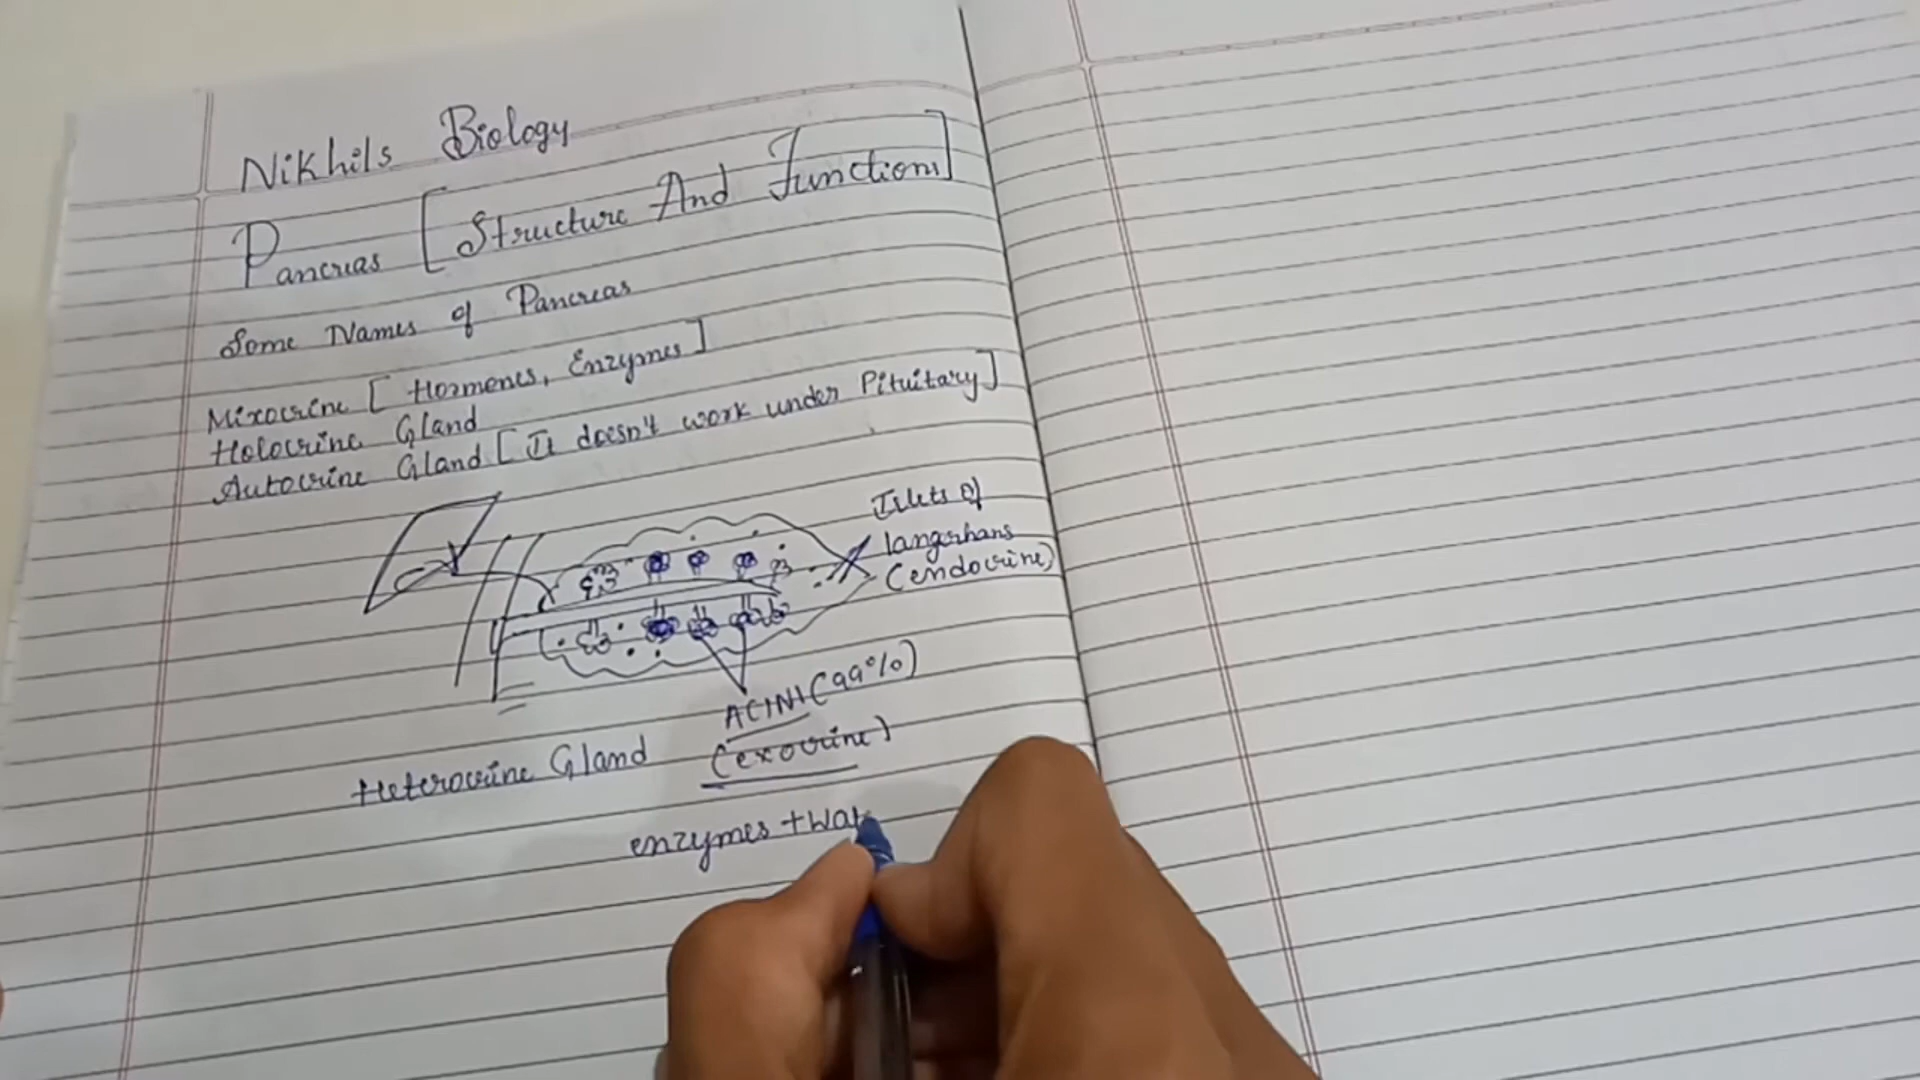 Nikhils Biology
Pancreas [Structure And Functions]
Some Names of Pancreas
Mixocrine [Hormones, Enzymes]
Holocrine Gland
Autocrine Gland [It doesn't work under Pituitary]
Islets of
langerhans
(endocrine)
ACINI (99%)
(exocrine)
Heterocrine Gland
enzymes + Wat